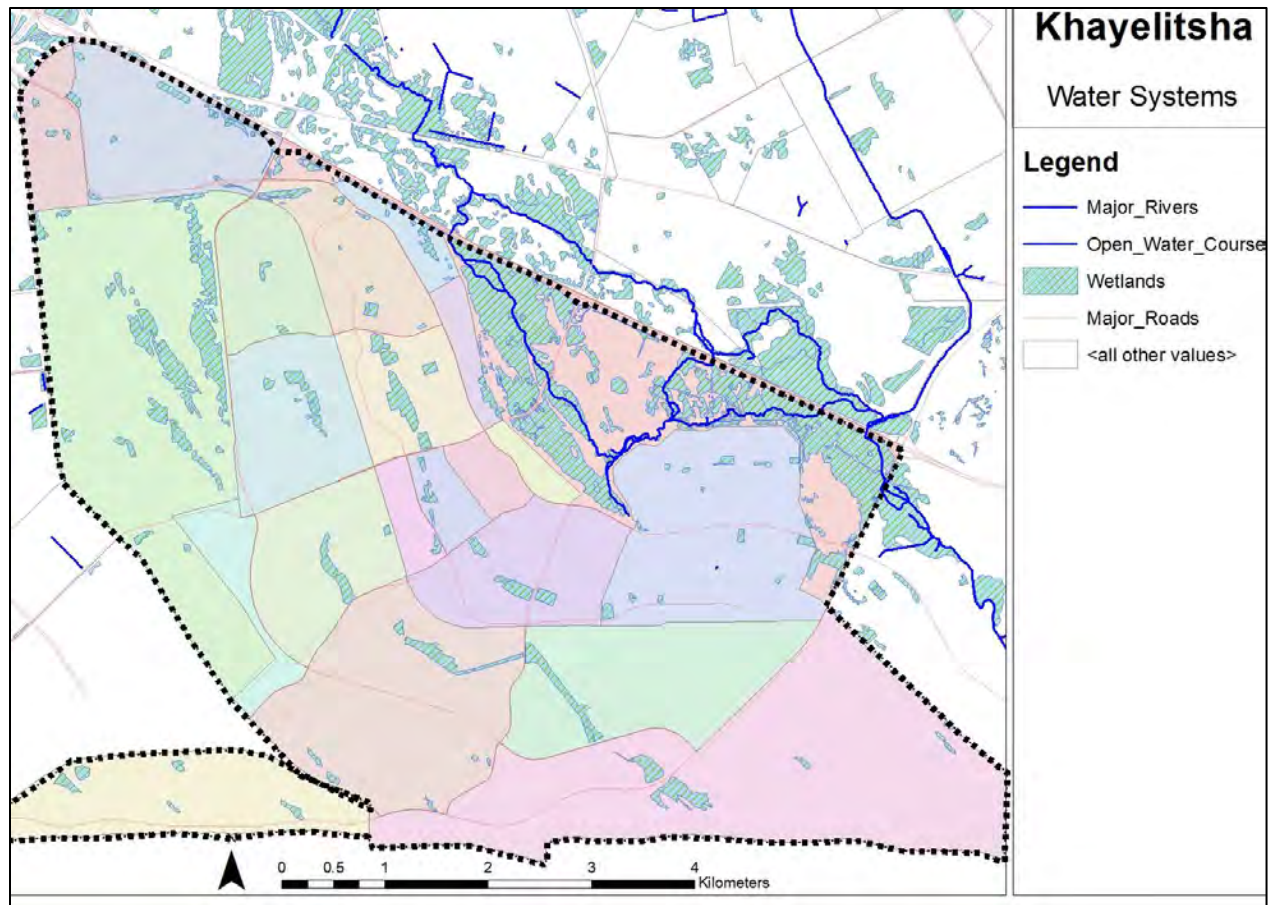 Khayelitsha
Water Systems
Legend
Major_Rivers
Open_Water_Course
Wetlands
Major_Roads
<all other values>
0 0.5 1 2 3 4
Kilometers